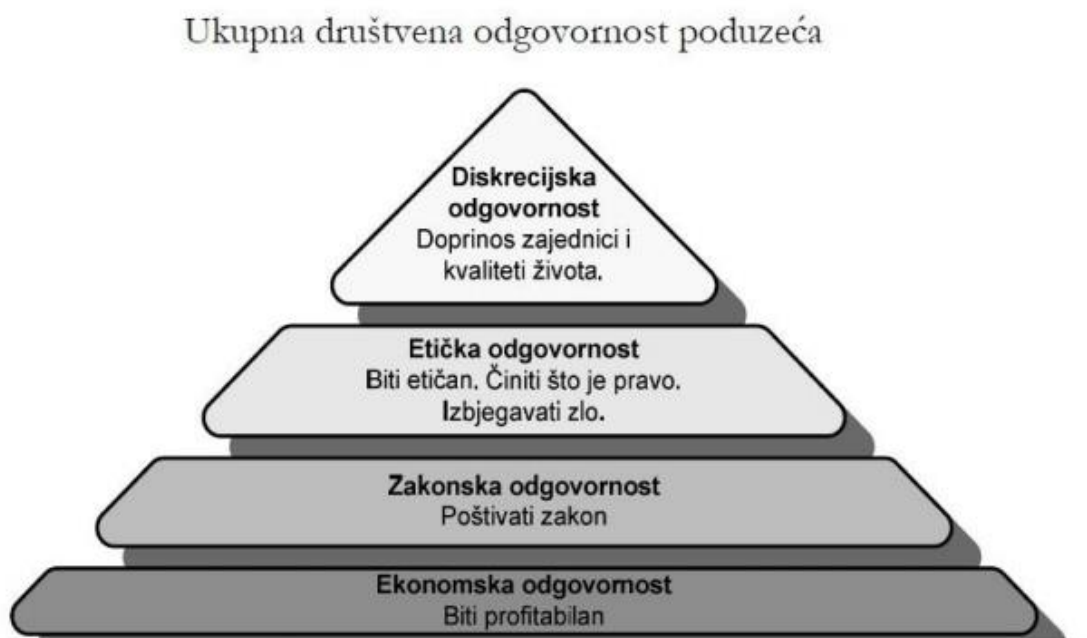 Ukupna društvena odgovornost poduzeća
Diskrecijska
odgovornost
Doprinos zajednici i
kvaliteti života.
Etička odgovornost
Biti etičan. Činiti što je pravo.
Izbjegavati zlo.
Zakonska odgovornost
Poštivati zakon
Ekonomska odgovornost
Biti profitabilan